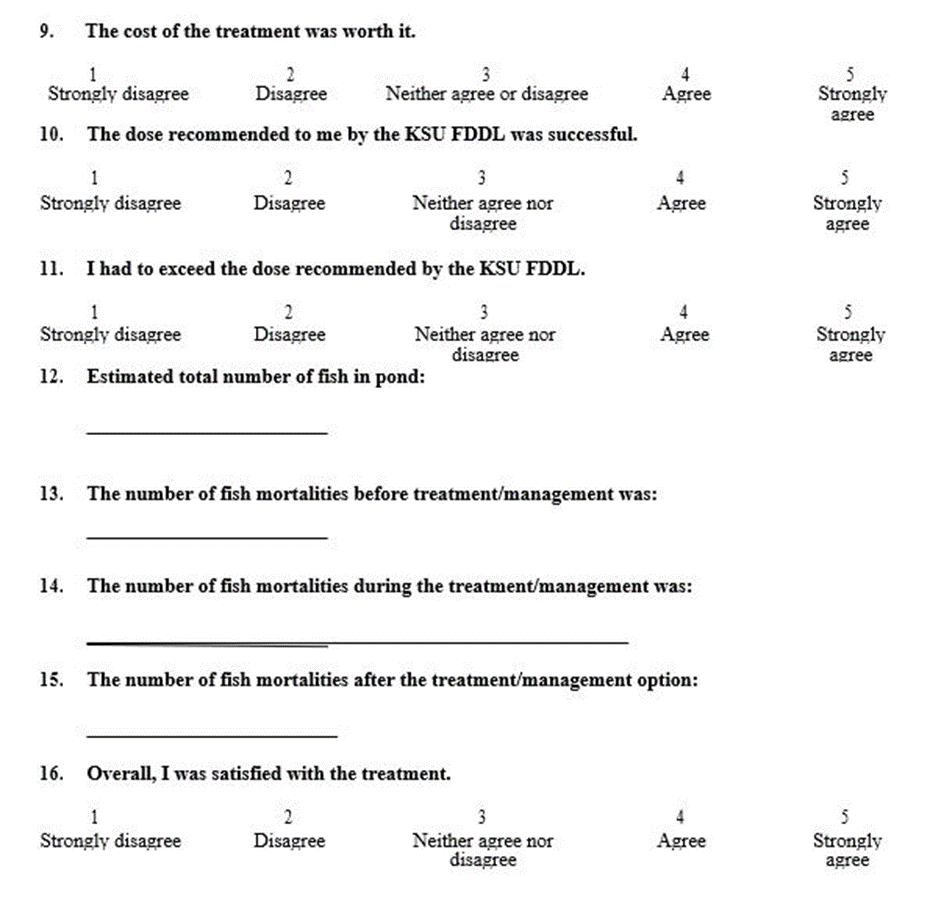 9. The cost of the treatment was worth it.
1 2 3 4 5
Strongly disagree Disagree Neither agree or disagree Agree Strongly
agree
10. The dose recommended to me by the KSU FDDL was successful.
1 2 3 4 5
Strongly disagree Disagree Neither agree nor Agree Strongly
disagree agree
11. I had to exceed the dose recommended by the KSU FDDL.
1 2 3 4 5
Strongly disagree Disagree Neither agree nor Agree Strongly
disagree agree
12. Estimated total number of fish in pond:
13. The number of fish mortalities before treatment/management was:
14. The number of fish mortalities during the treatment/management was:
15. The number of fish mortalities after the treatment/management option:
16. Overall, I was satisfied with the treatment.
1 2 3 4 5
Strongly disagree Disagree Neither agree nor Agree Strongly
disagree agree